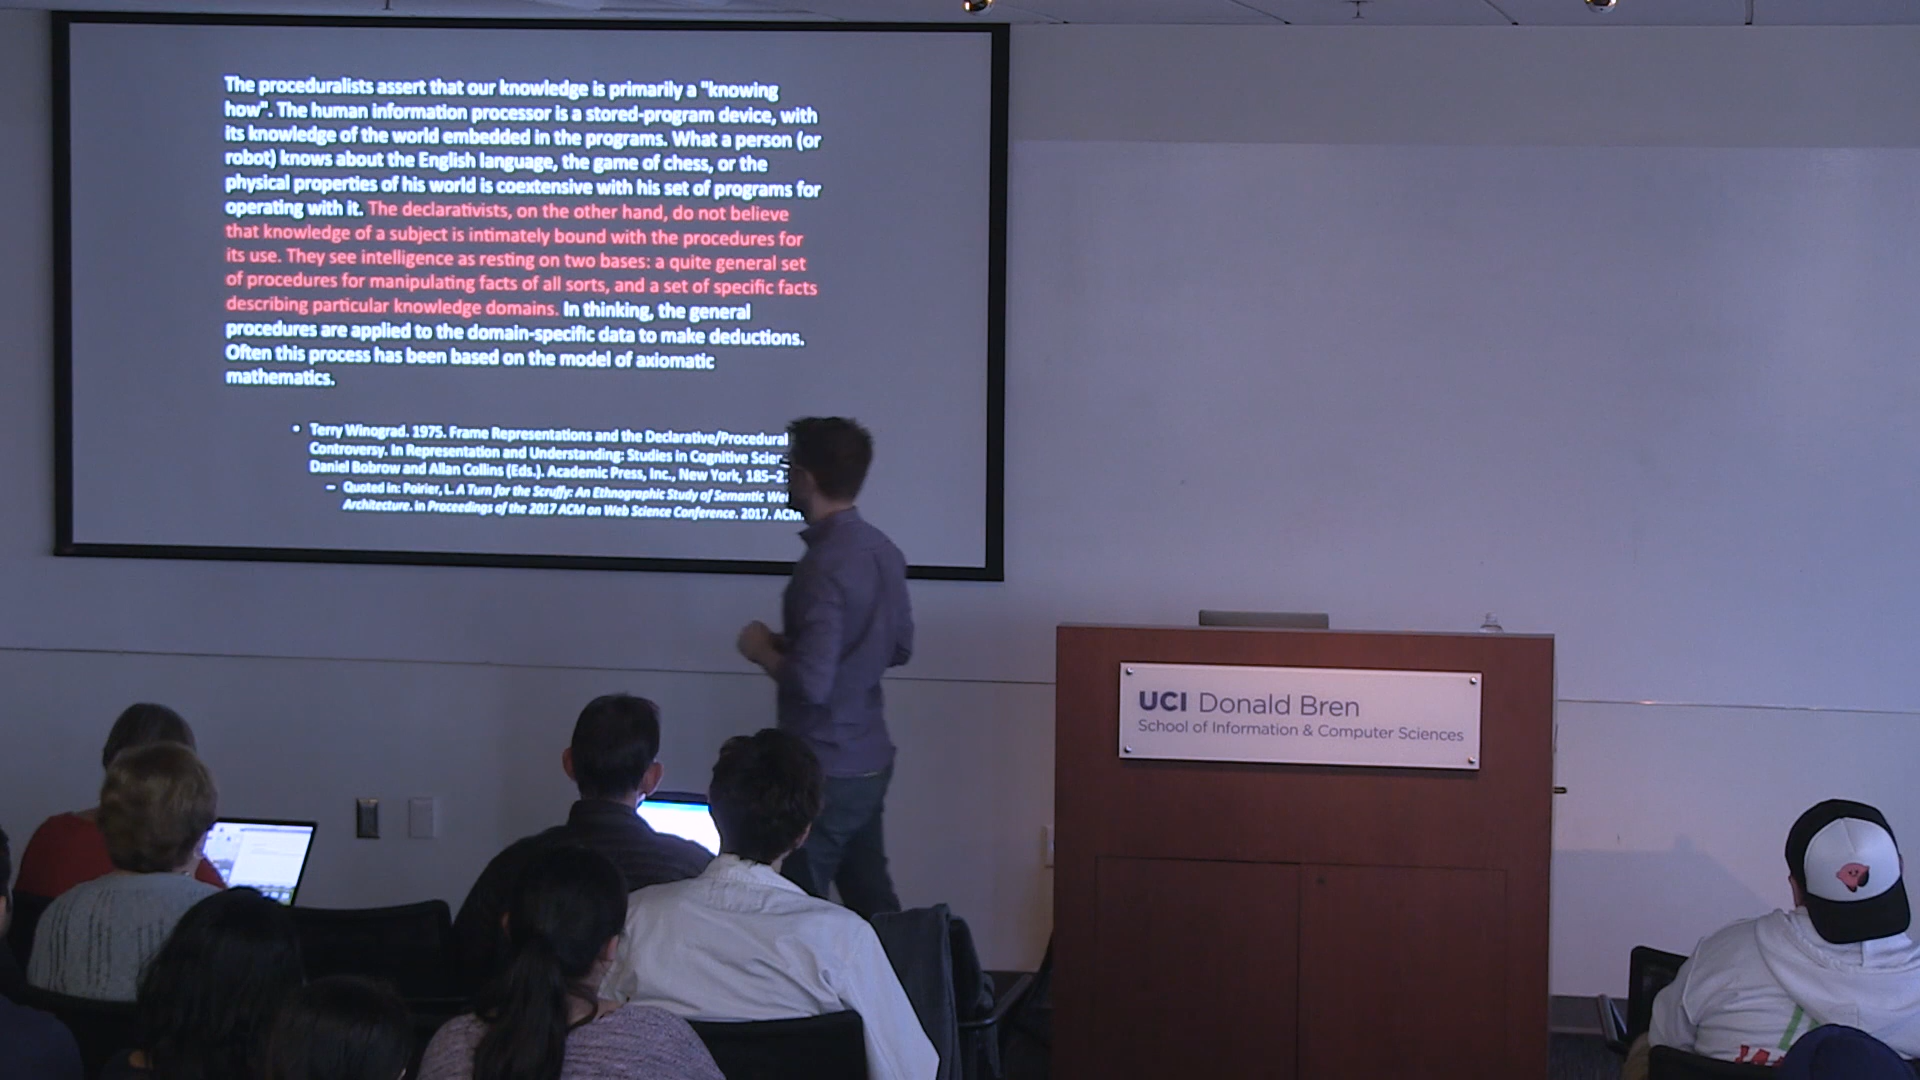 The proceduralists assert that our knowledge is primarily a "knowing
how". The human information processor is a stored-program device, with
its knowledge of the world embedded in the programs. What a person (or
robot) knows about the English language, the game of chess, or the
physical properties of his world is coextensive with his set of programs for
operating with it. The declarativists, on the other hand, do not believe
that knowledge of a subject is intimately bound with the procedures for
its use. They see intelligence as resting on two bases: a quite general set
of procedures for manipulating facts of all sorts, and a set of specific facts
describing particular knowledge domains. In thinking, the general
procedures are applied to the domain-specific data to make deductions.
Often this process has been based on the model of axiomatic
mathematics.
• Terry Winograd. 1975. Frame Representations and the Declarative/Procedural
Controversy. In Representation and Understanding: Studies in Cognitive
Daniel Bobrow and Allan Collins (Eds.). Academic Press, Inc., New York,
– Quoted in: Poirier, L. A Turn for the Scruffy: An Ethnographic Study of Semantic
Architecture. In Proceedings of the 2017 ACM on Web Science Conference. 2017. ACM.
UCI Donald Bren
School of Information & Computer Sciences